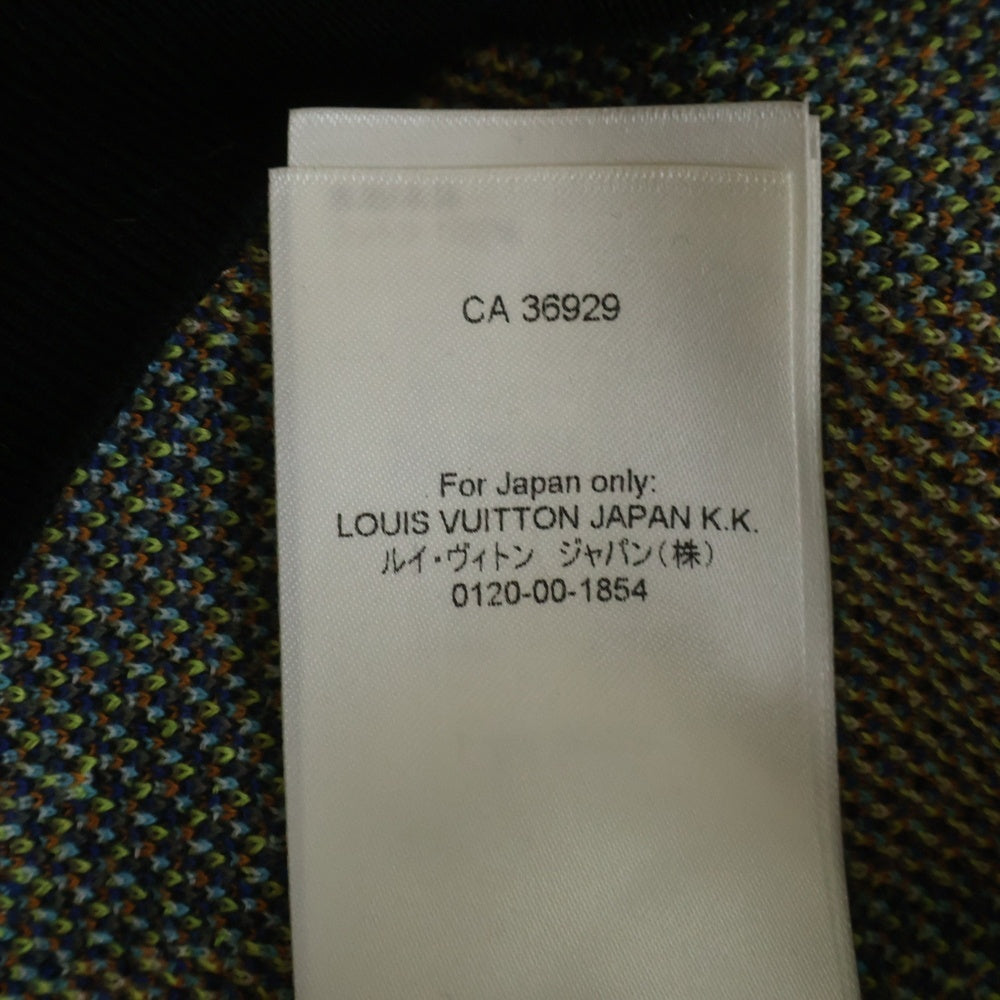 CA 36929
For Japan only:
LOUIS VUITTON JAPAN K.K.
ルイ・ヴィトン ジャパン(株)
0120-00-1854